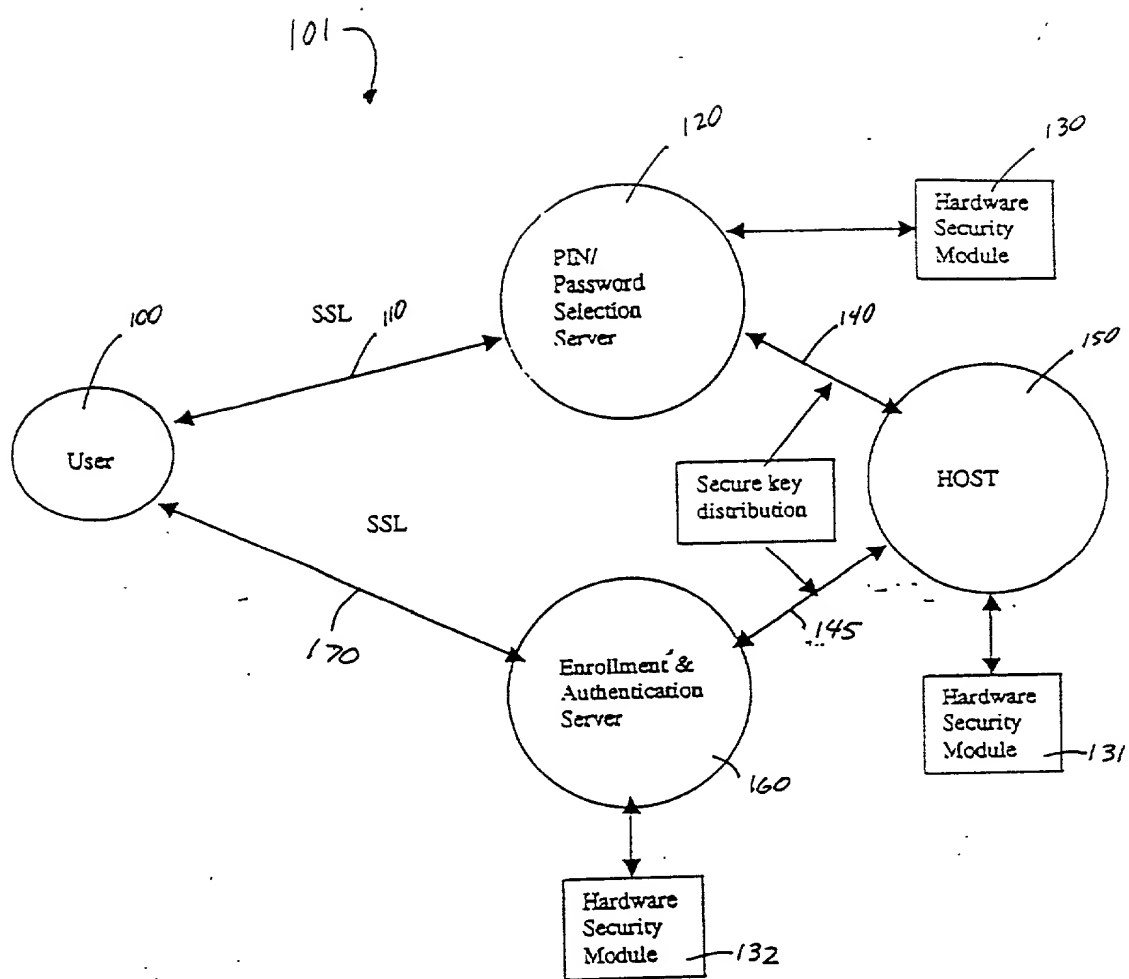 101
120
130
Hardware
Security
Module
PIN/
Password
Selection
Server
100
SSL
110
140
150
User
Secure key
distribution
HOST
SSL
170
145
Enrollment &
Authentication
Server
160
Hardware
Security
Module
131
Hardware
Security
Module
132